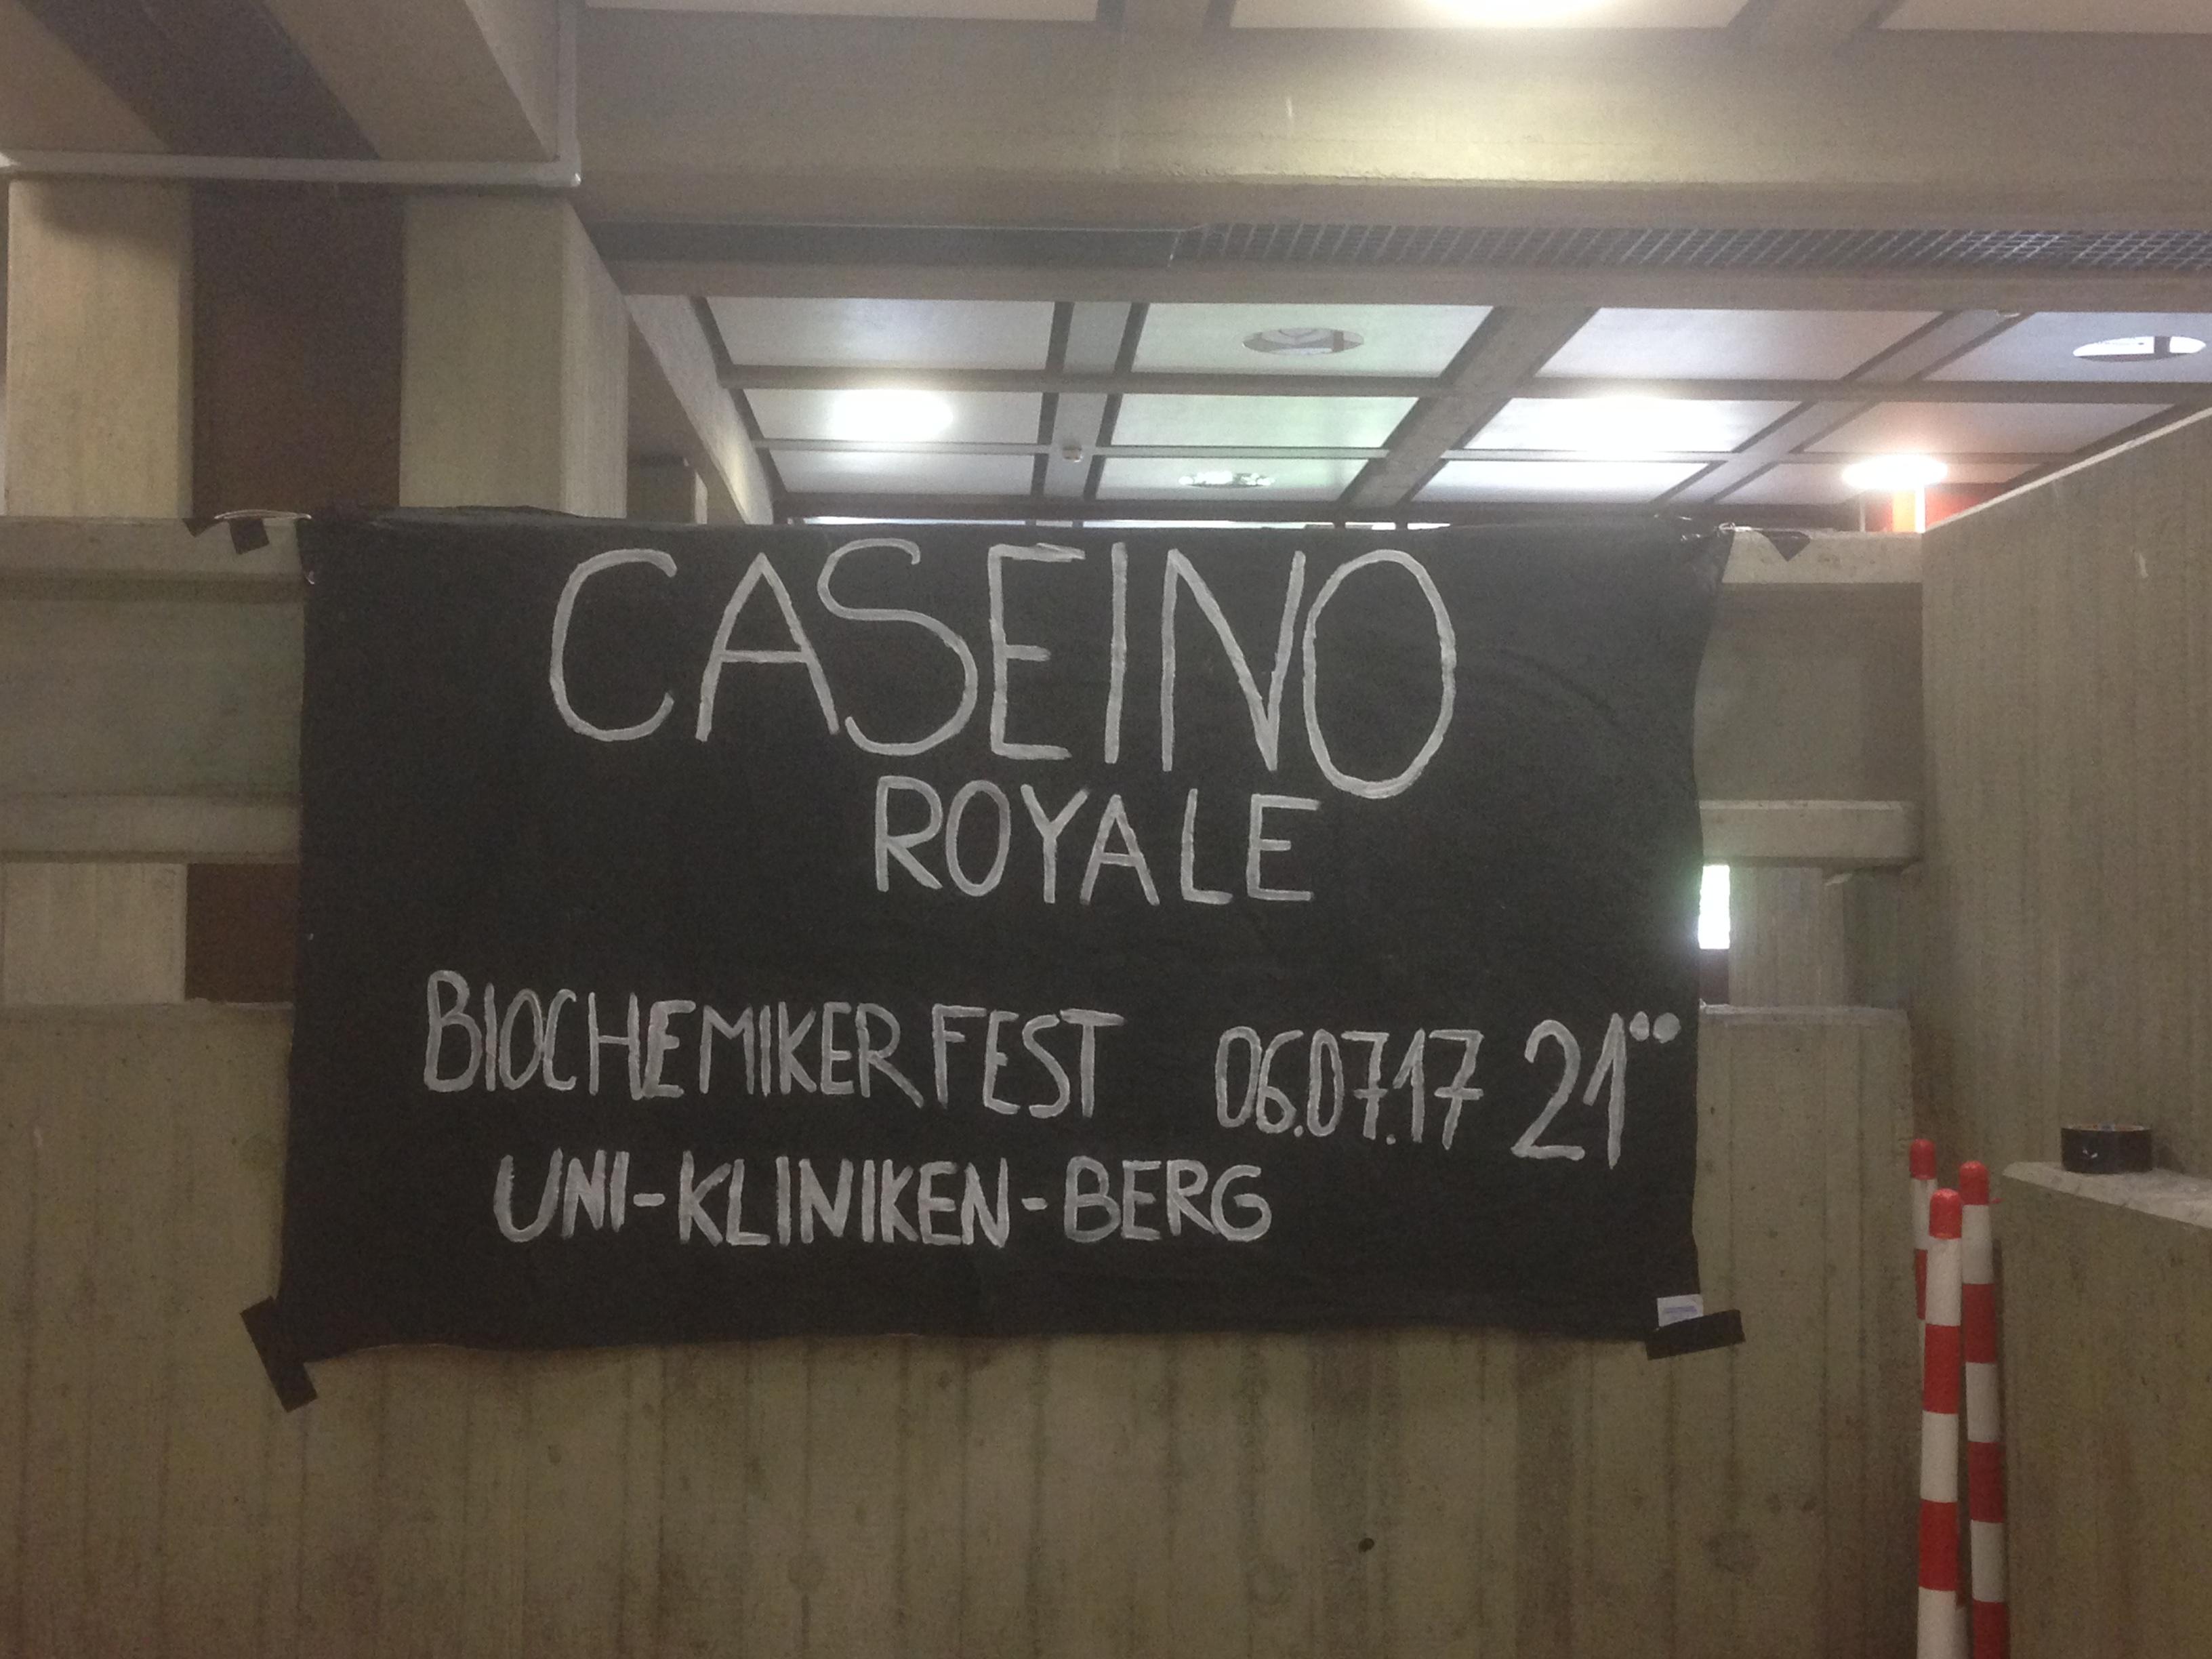 CASEINO
ROYALE
BIOCHEMIKERFEST 06.07.17 21°°
UNI-KLINIKEN-BERG